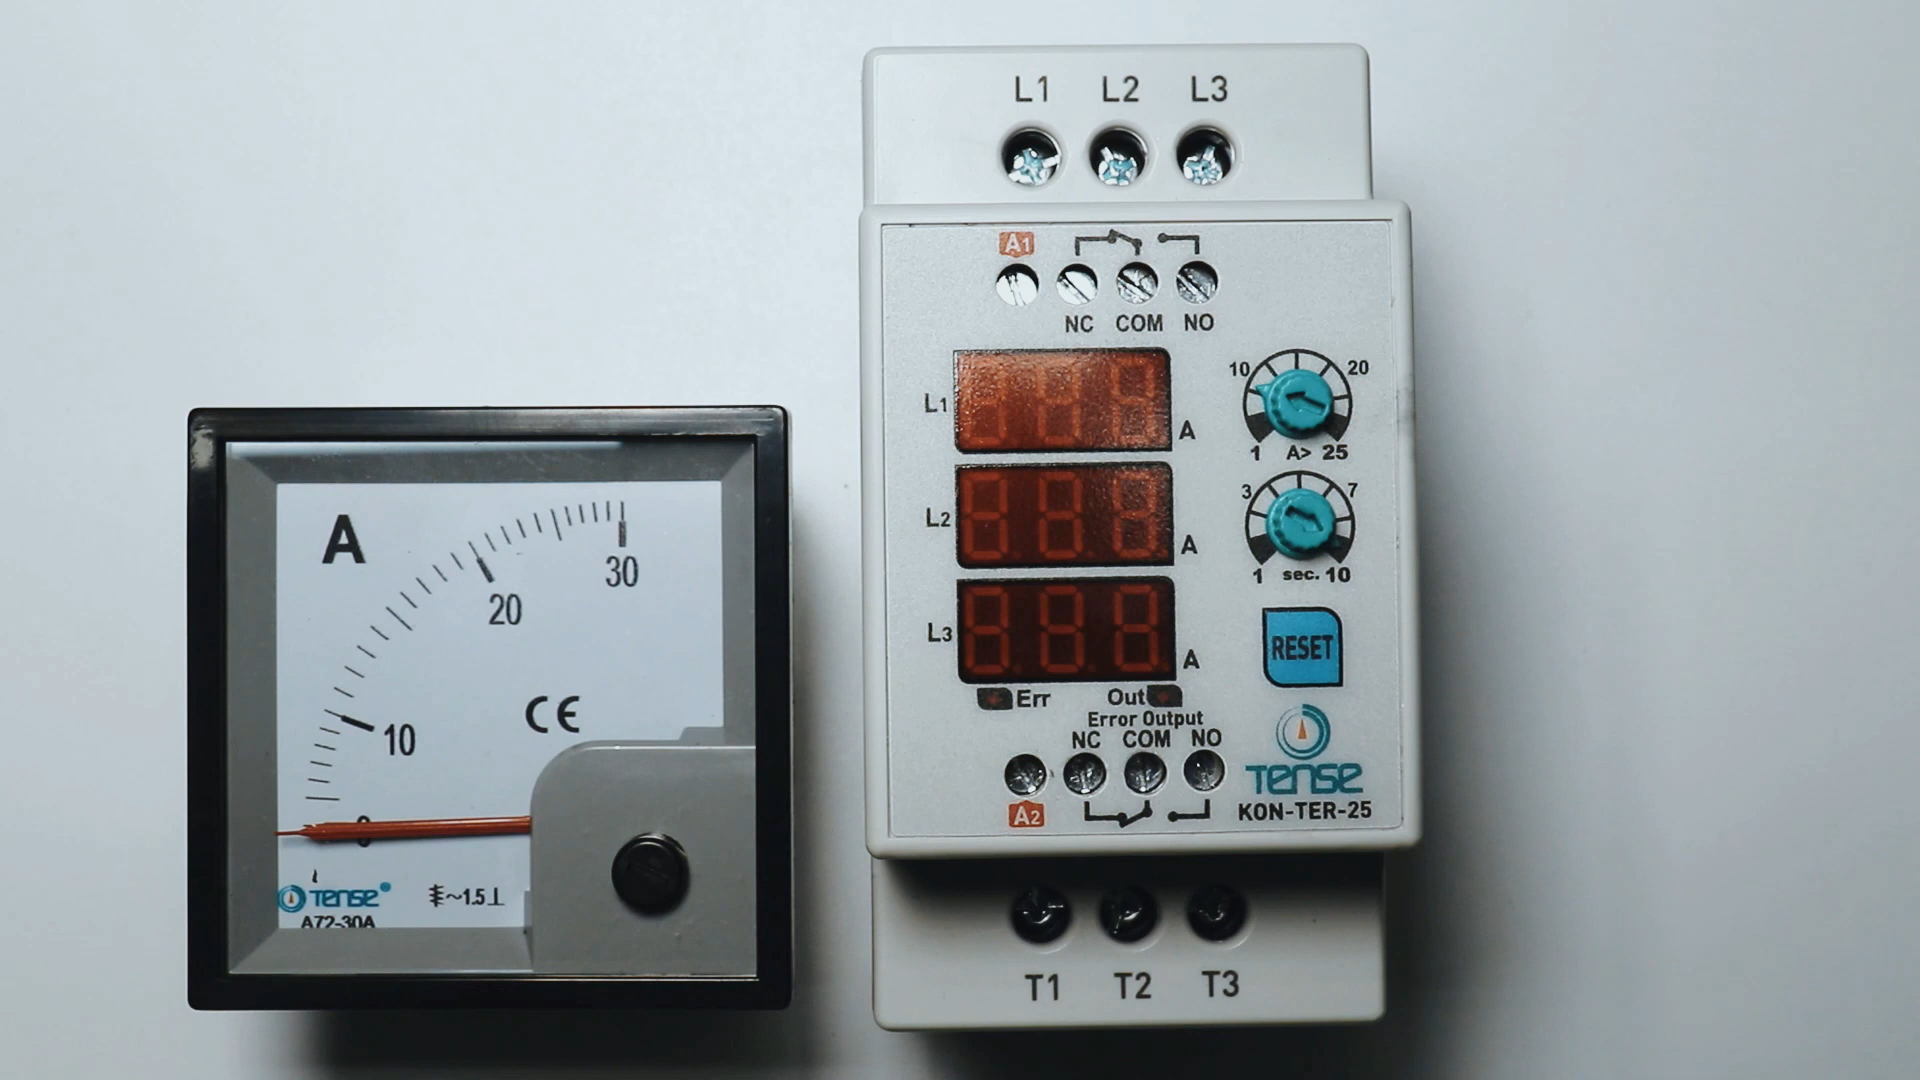 A
30
20
10
CE
0
TENSE®
~1.5
A72-30A
L1 L2 L3
A1
NC COM NO
L1 A
10 20
1 A> 25
L2 A
3 7
1 sec. 10
L3 A
RESET
Err Out
Error Output
NC COM NO
TENSE
A2
KON-TER-25
T1 T2 T3